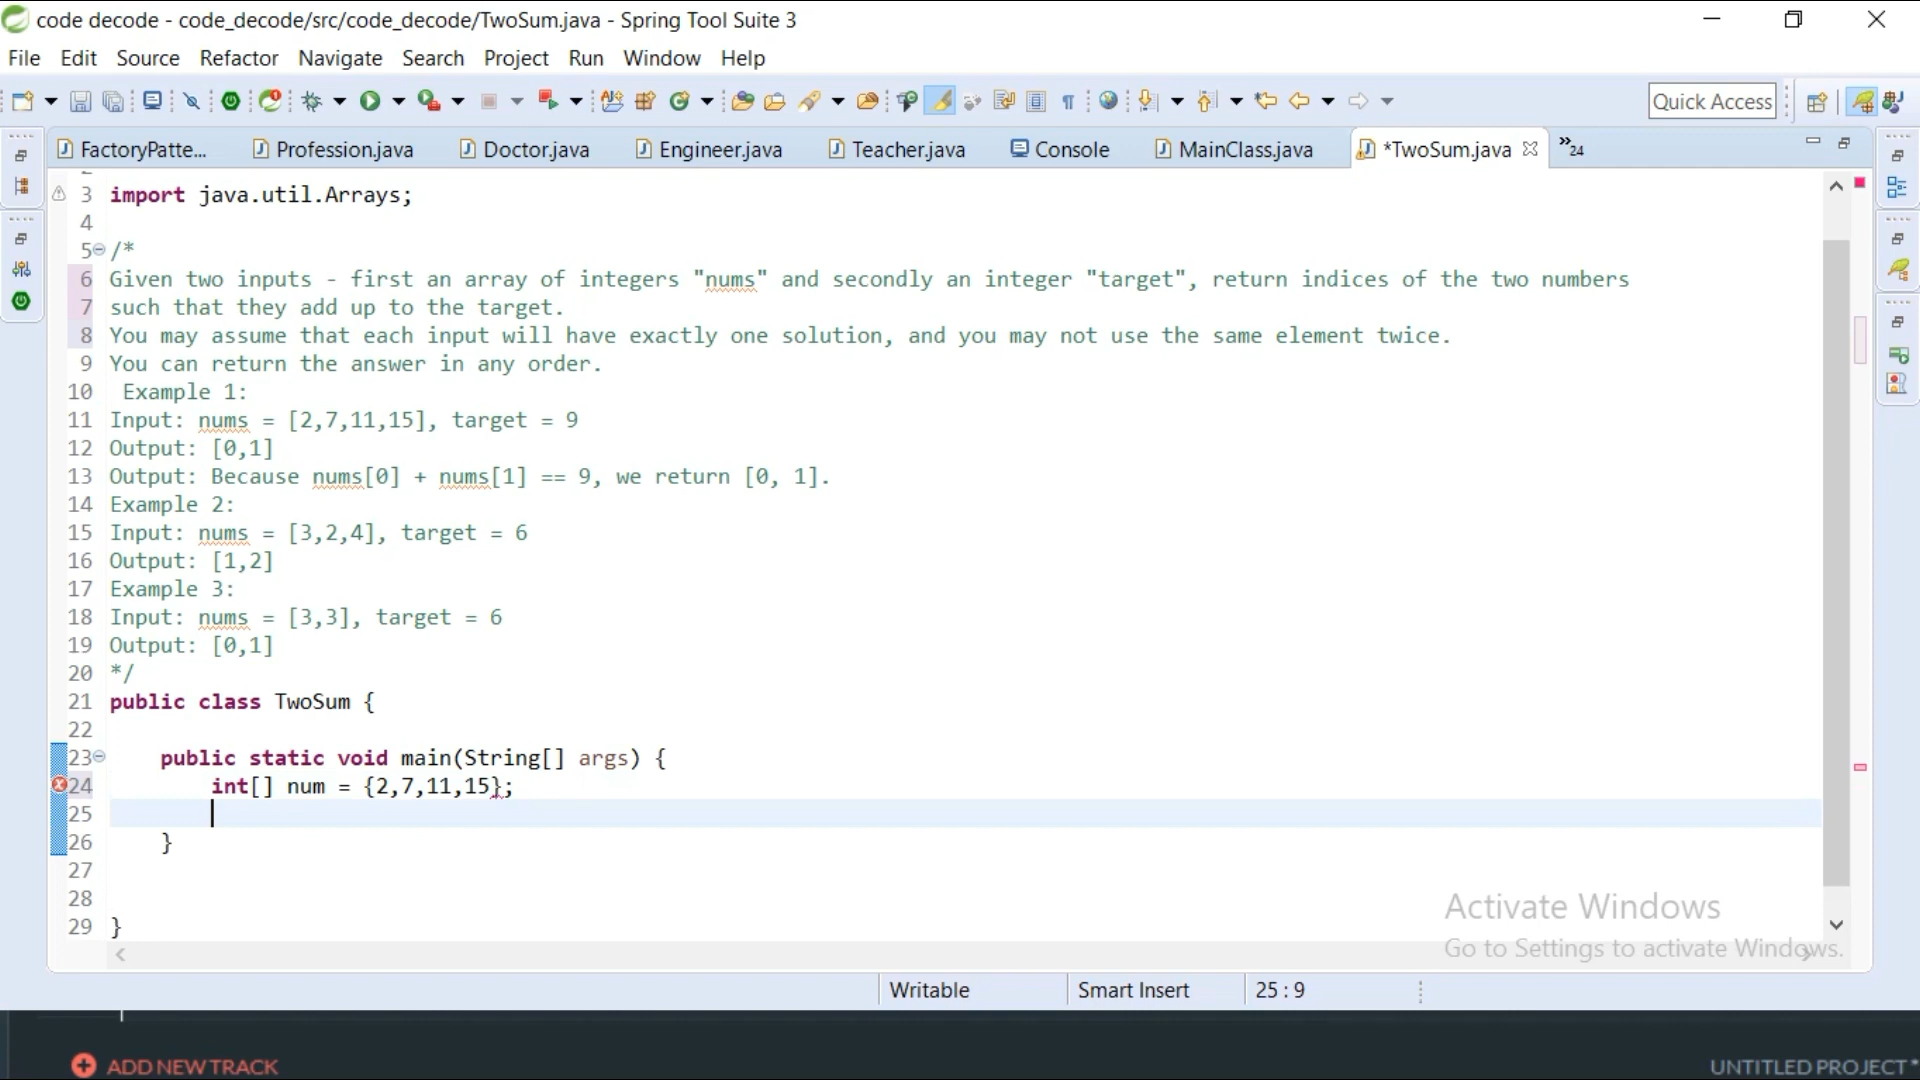 code decode - code_decode/src/code_decode/TwoSum.java - Spring Tool Suite 3
File Edit Source Refactor Navigate Search Project Run Window Help
Quick Access
FactoryPatte... Profession.java Doctor.java Engineer.java Teacher.java Console MainClass.java *TwoSum.java »24
3 import java.util.Arrays;
4
5 /*
6 Given two inputs - first an array of integers "nums" and secondly an integer "target", return indices of the two numbers
7 such that they add up to the target.
8 You may assume that each input will have exactly one solution, and you may not use the same element twice.
9 You can return the answer in any order.
10 Example 1:
11 Input: nums = [2,7,11,15], target = 9
12 Output: [0,1]
13 Output: Because nums[0] + nums[1] == 9, we return [0, 1].
14 Example 2:
15 Input: nums = [3,2,4], target = 6
16 Output: [1,2]
17 Example 3:
18 Input: nums = [3,3], target = 6
19 Output: [0,1]
20 */
21 public class TwoSum {
22
23 public static void main(String[] args) {
24 int[] num = {2,7,11,15};
25
26 }
27
28
29 }
Activate Windows
Go to Settings to activate Windows.
Writable Smart Insert 25 : 9
ADD NEW TRACK UNTITLED PROJECT*